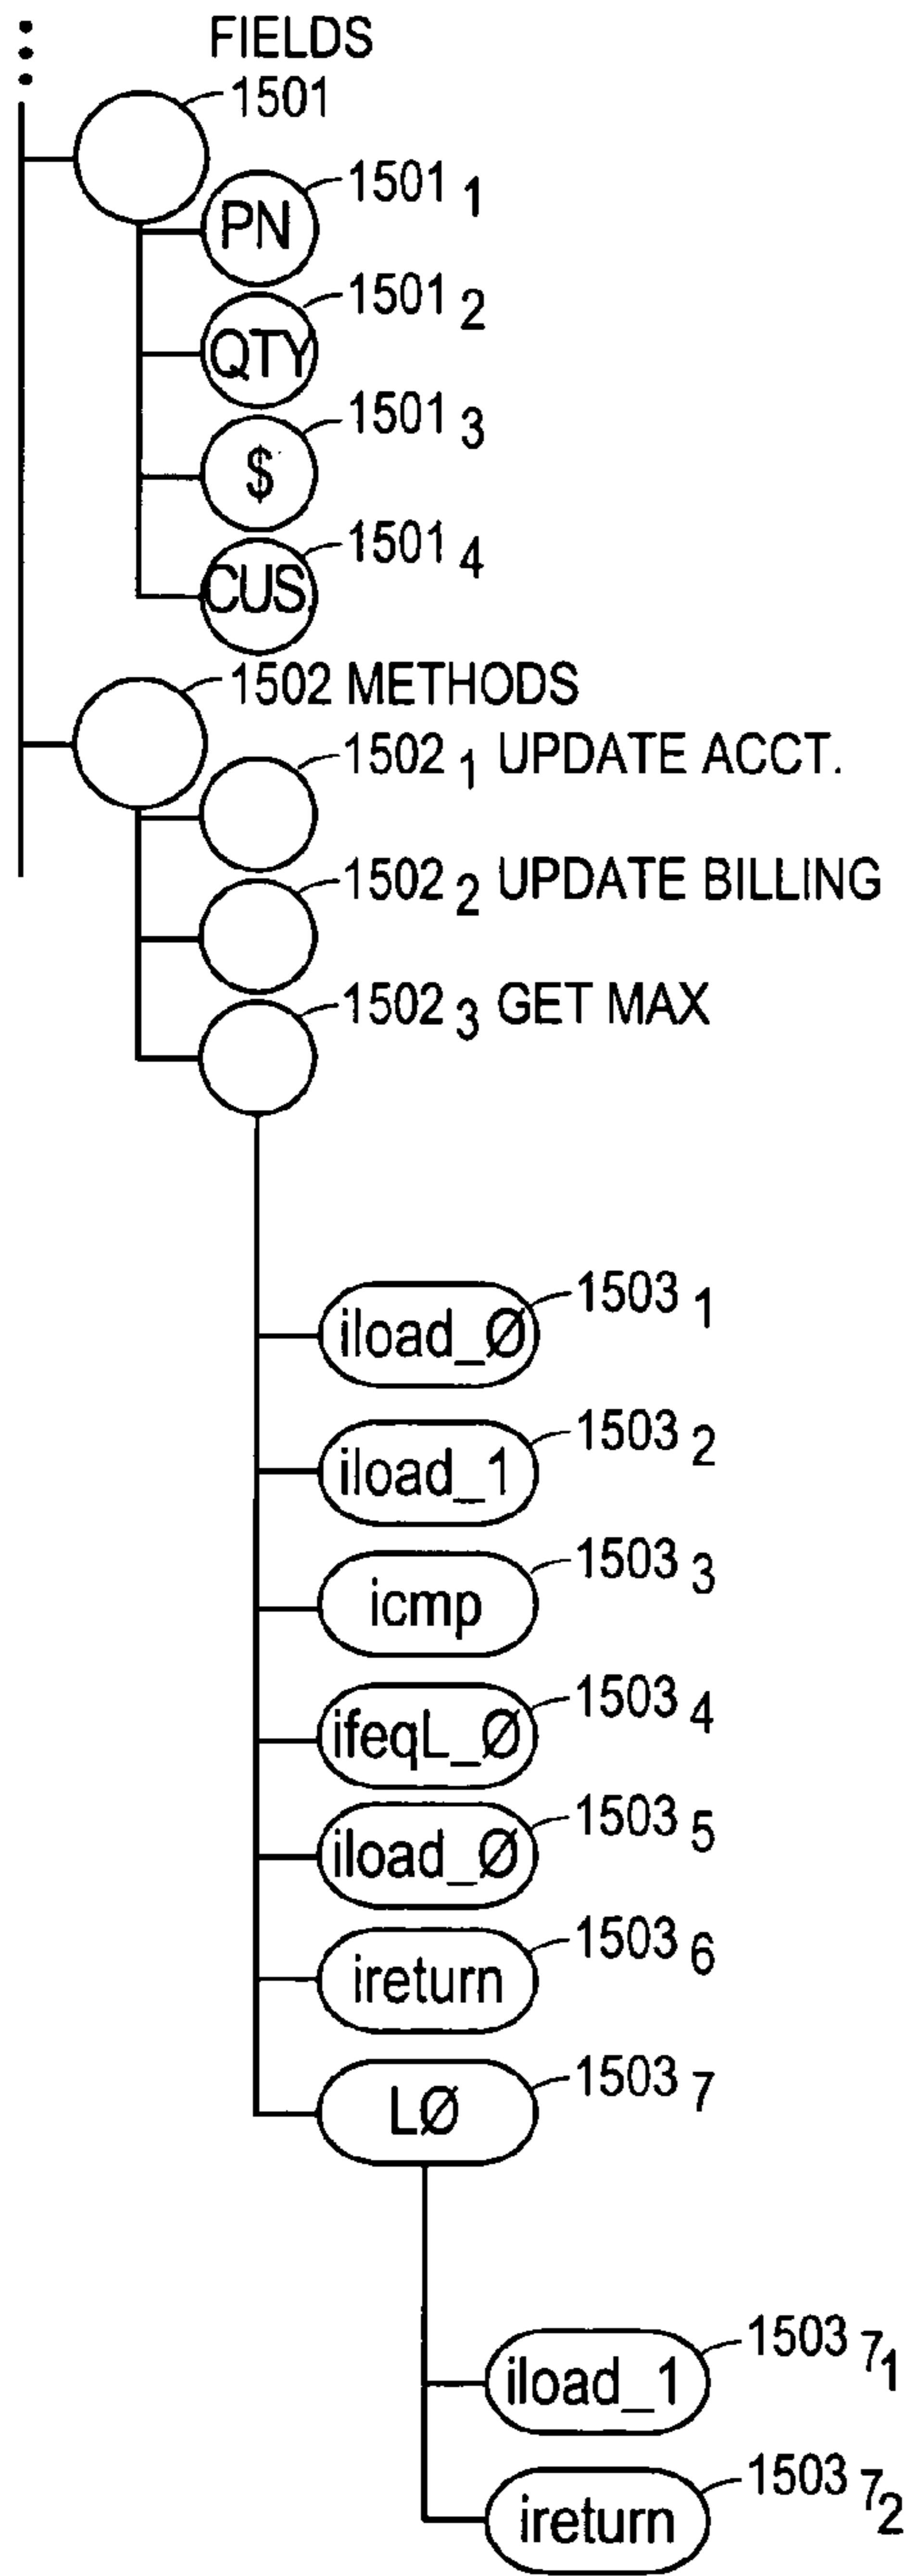 FIELDS
1501
PN 1501 1
QTY 1501 2
$ 1501 3
CUS. 1501 4
1502 METHODS
1502 1 UPDATE ACCT.
1502 2 UPDATE BILLING
1502 3 GET MAX
iload_Ø 1503 1
iload_1 1503 2
icmp 1503 3
ifeqL_Ø 1503 4
iload_Ø 1503 5
ireturn 1503 6
LØ 1503 7
iload_1 1503 71
ireturn 1503 72